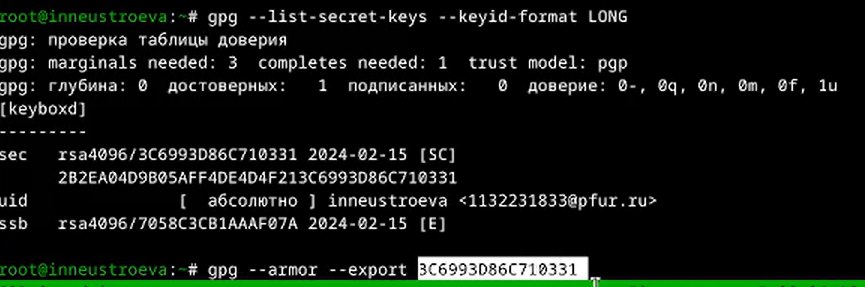 root@inneustroeva:~# gpg --list-secret-keys --keyid-format LONG
gpg: проверка таблицы доверия
gpg: marginals needed: 3  completes needed: 1  trust model: pgp
gpg: глубина: 0  достоверных:   1  подписанных:   0  доверие: 0-, 0q, 0n, 0m, 0f, 1u
[keyboxd]
---------
sec   rsa4096/3C6993D86C710331 2024-02-15 [SC]
      2B2EA04D9B05AFF4DE4D4F213C6993D86C710331
uid               [  абсолютно ] inneustroeva <1132231833@pfur.ru>
ssb   rsa4096/7058C3CB1AAAF07A 2024-02-15 [E]
root@inneustroeva:~# gpg --armor --export 3C6993D86C710331